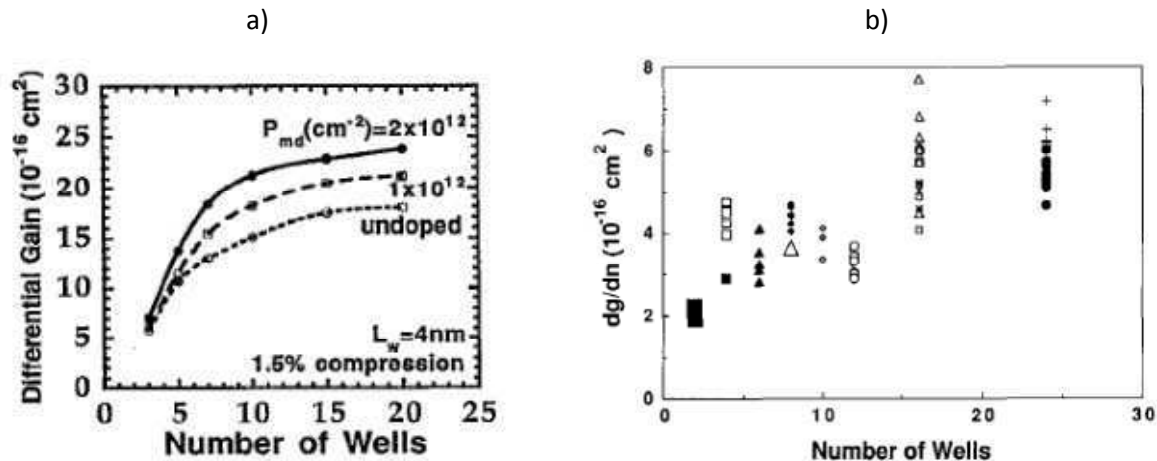 a)
b)
Differential Gain (10⁻¹⁶ cm²)
30
25
20
15
10
5
0
P_md(cm⁻²)=2x10¹²
1x10¹²
undoped
L_w=4nm
1.5% compression
0 5 10 15 20 25
Number of Wells
dg/dn (10⁻¹⁶ cm²)
8
6
4
2
0
0 10 20 30
Number of Wells